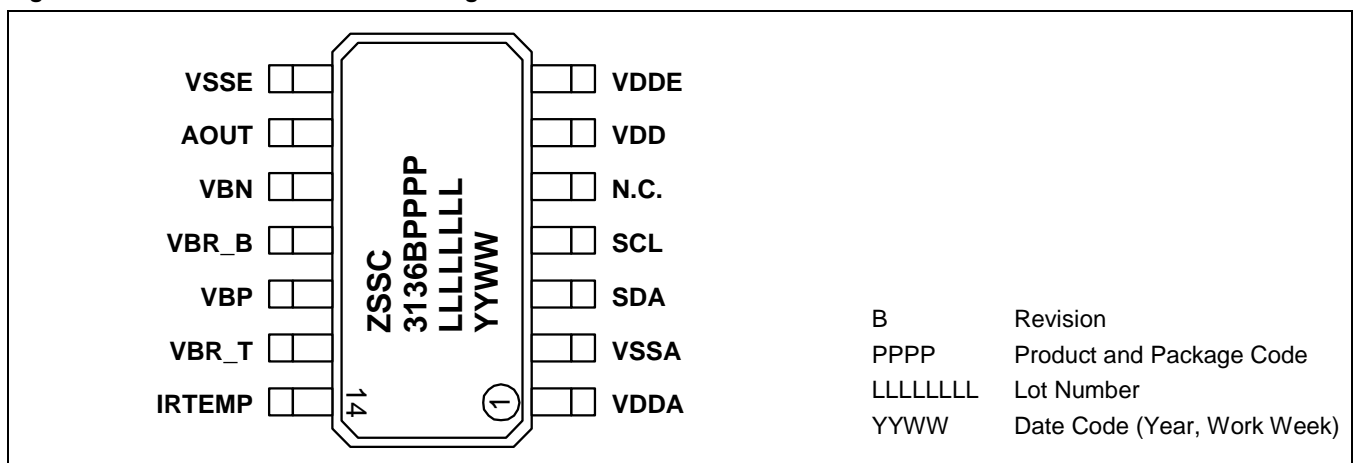 VSSE
AOUT
VBN
VBR_B
VBP
VBR_T
IRTEMP
ZSSC
3136BPPPP
LLLLLLLL
YYWW
14
1
VDDE
VDD
N.C.
SCL
SDA
VSSA
VDDA
B Revision
PPPP Product and Package Code
LLLLLLLL Lot Number
YYWW Date Code (Year, Work Week)